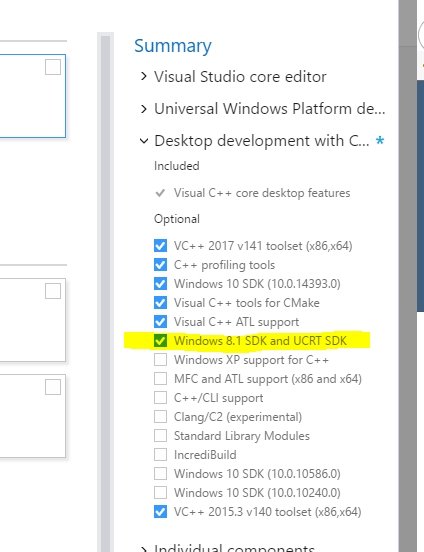 Summary
Visual Studio core editor
Universal Windows Platform de...
Desktop development with C... *
Included
Visual C++ core desktop features
Optional
VC++ 2017 v141 toolset (x86,x64)
C++ profiling tools
Windows 10 SDK (10.0.14393.0)
Visual C++ tools for CMake
Visual C++ ATL support
Windows 8.1 SDK and UCRT SDK
Windows XP support for C++
MFC and ATL support (x86 and x64)
C++/CLI support
Clang/C2 (experimental)
Standard Library Modules
IncrediBuild
Windows 10 SDK (10.0.10586.0)
Windows 10 SDK (10.0.10240.0)
VC++ 2015.3 v140 toolset (x86,x64)
Individual components